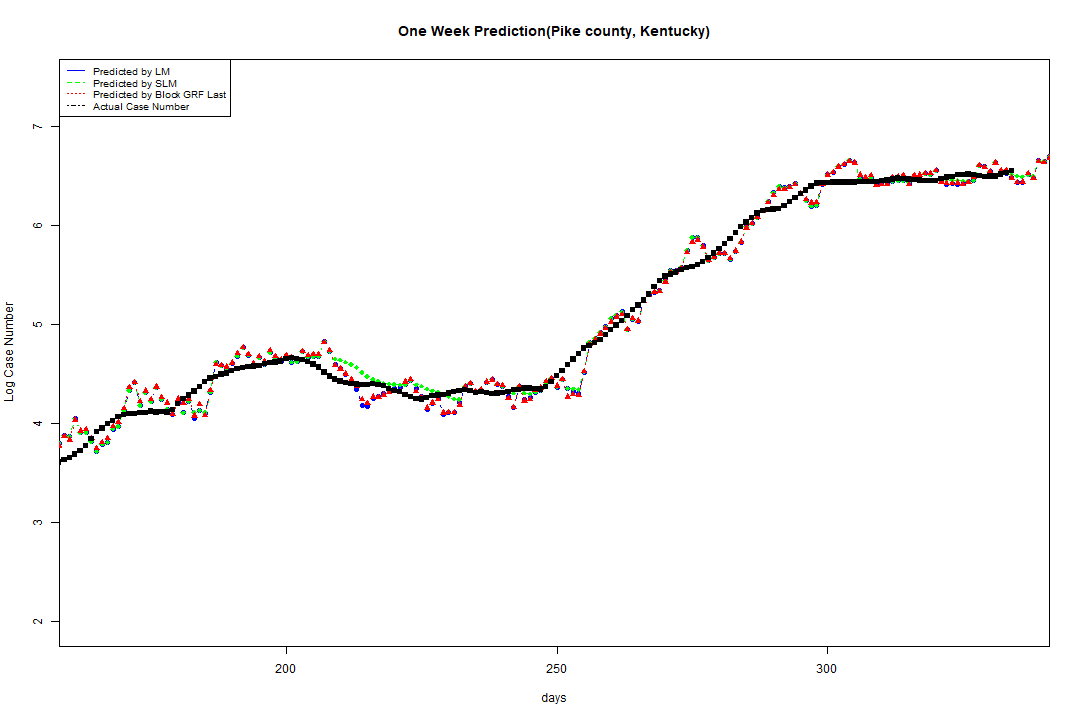 One Week Prediction(Pike county, Kentucky)
Predicted by LM
Predicted by SLM
Predicted by Block GRF Last
Actual Case Number
Log Case Number
7
6
5
4
3
2
200 250 300
days